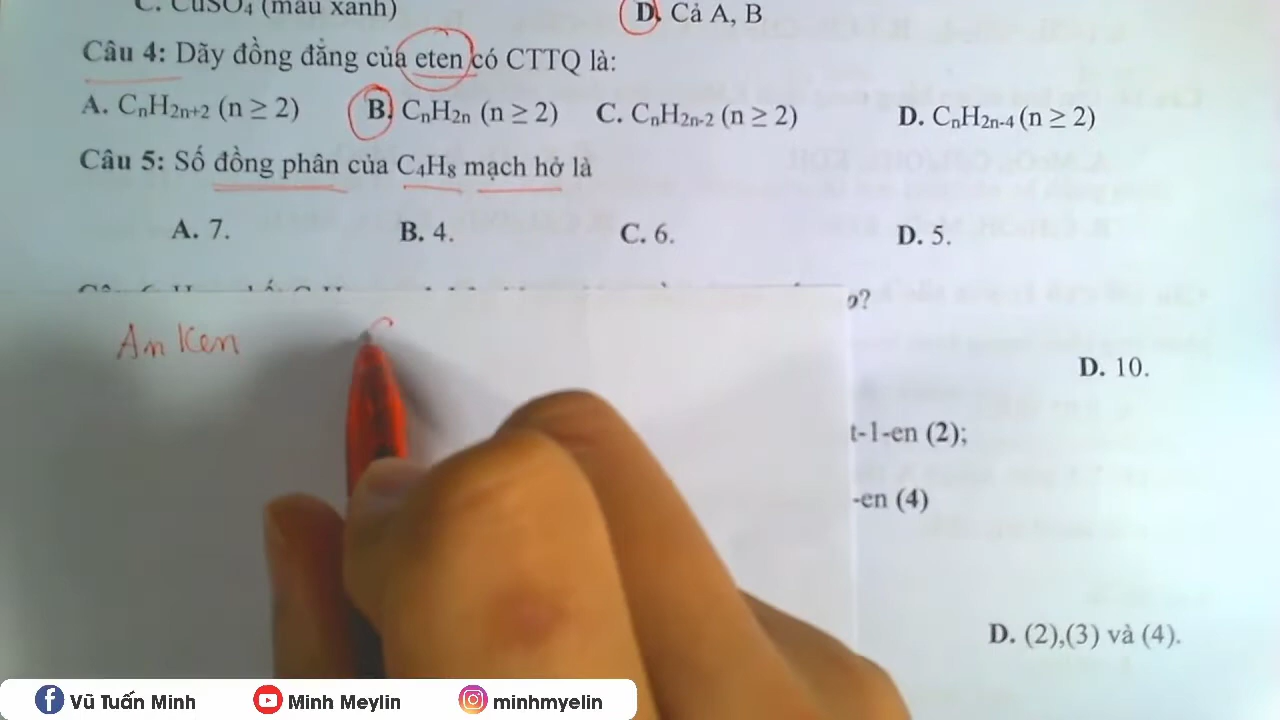 C. CuSO4 (màu xanh) D. Cả A, B
Câu 4: Dãy đồng đẳng của eten có CTTQ là:
A. CnH2n+2 (n ≥ 2) B. CnH2n (n ≥ 2) C. CnH2n-2 (n ≥ 2) D. CnH2n-4 (n ≥ 2)
Câu 5: Số đồng phân của C4H8 mạch hở là
A. 7. B. 4. C. 6. D. 5.
An Ken
D. 10.
t-1-en (2);
-en (4)
D. (2),(3) và (4).
Vũ Tuấn Minh Minh Meylin minhmyelin